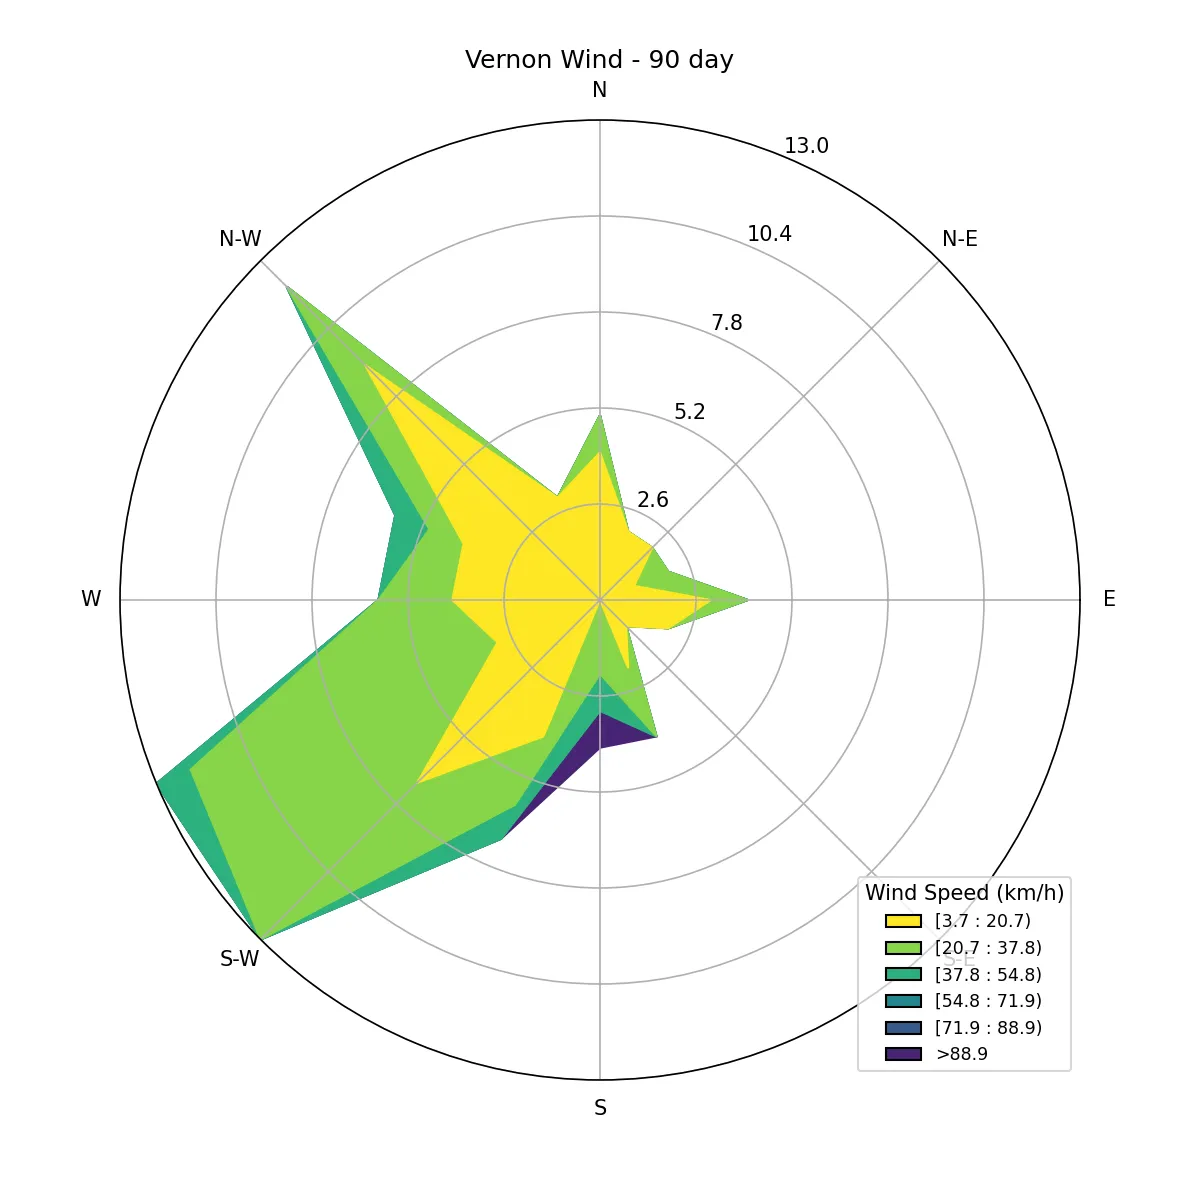 Vernon Wind - 90 day
N
13.0
10.4
N-W
N-E
7.8
5.2
2.6
W
E
S-W
S-E
S
Wind Speed (km/h)
[3.7 : 20.7)
[20.7 : 37.8)
[37.8 : 54.8)
[54.8 : 71.9)
[71.9 : 88.9)
>88.9